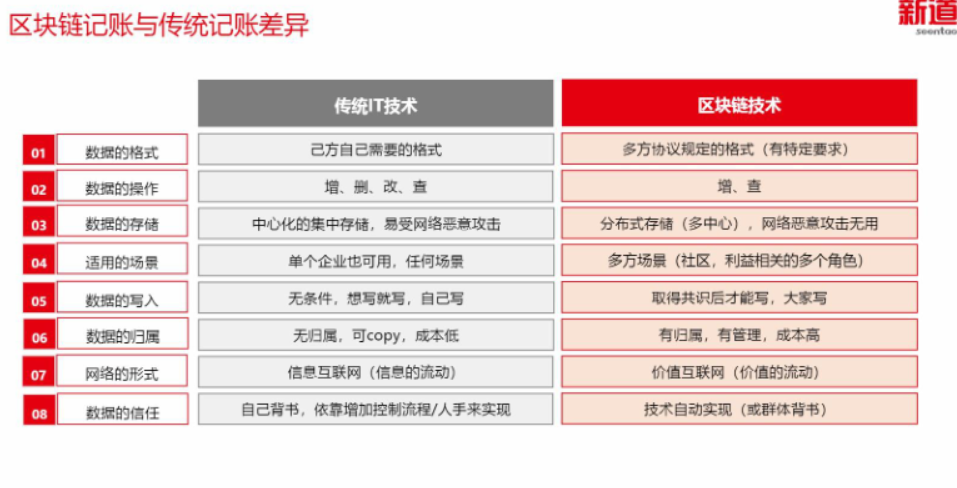 区块链记账与传统记账差异
新道
seentao
传统IT技术
区块链技术
01 数据的格式 己方自己需要的格式 多方协议规定的格式（有特定要求）
02 数据的操作 增、删、改、查 增、查
03 数据的存储 中心化的集中存储，易受网络恶意攻击 分布式存储（多中心），网络恶意攻击无用
04 适用的场景 单个企业也可用，任何场景 多方场景（社区，利益相关的多个角色）
05 数据的写入 无条件，想写就写，自己写 取得共识后才能写，大家写
06 数据的归属 无归属，可copy，成本低 有归属，有管理，成本高
07 网络的形式 信息互联网（信息的流动） 价值互联网（价值的流动）
08 数据的信任 自己背书，依靠增加控制流程/人手来实现 技术自动实现（或群体背书）